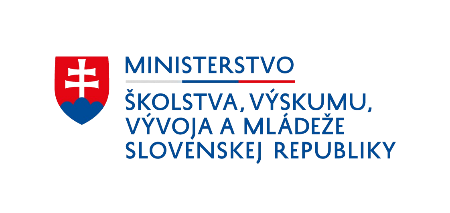 MINISTERSTVO
ŠKOLSTVA, VÝSKUMU,
VÝVOJA A MLÁDEŽE
SLOVENSKEJ REPUBLIKY